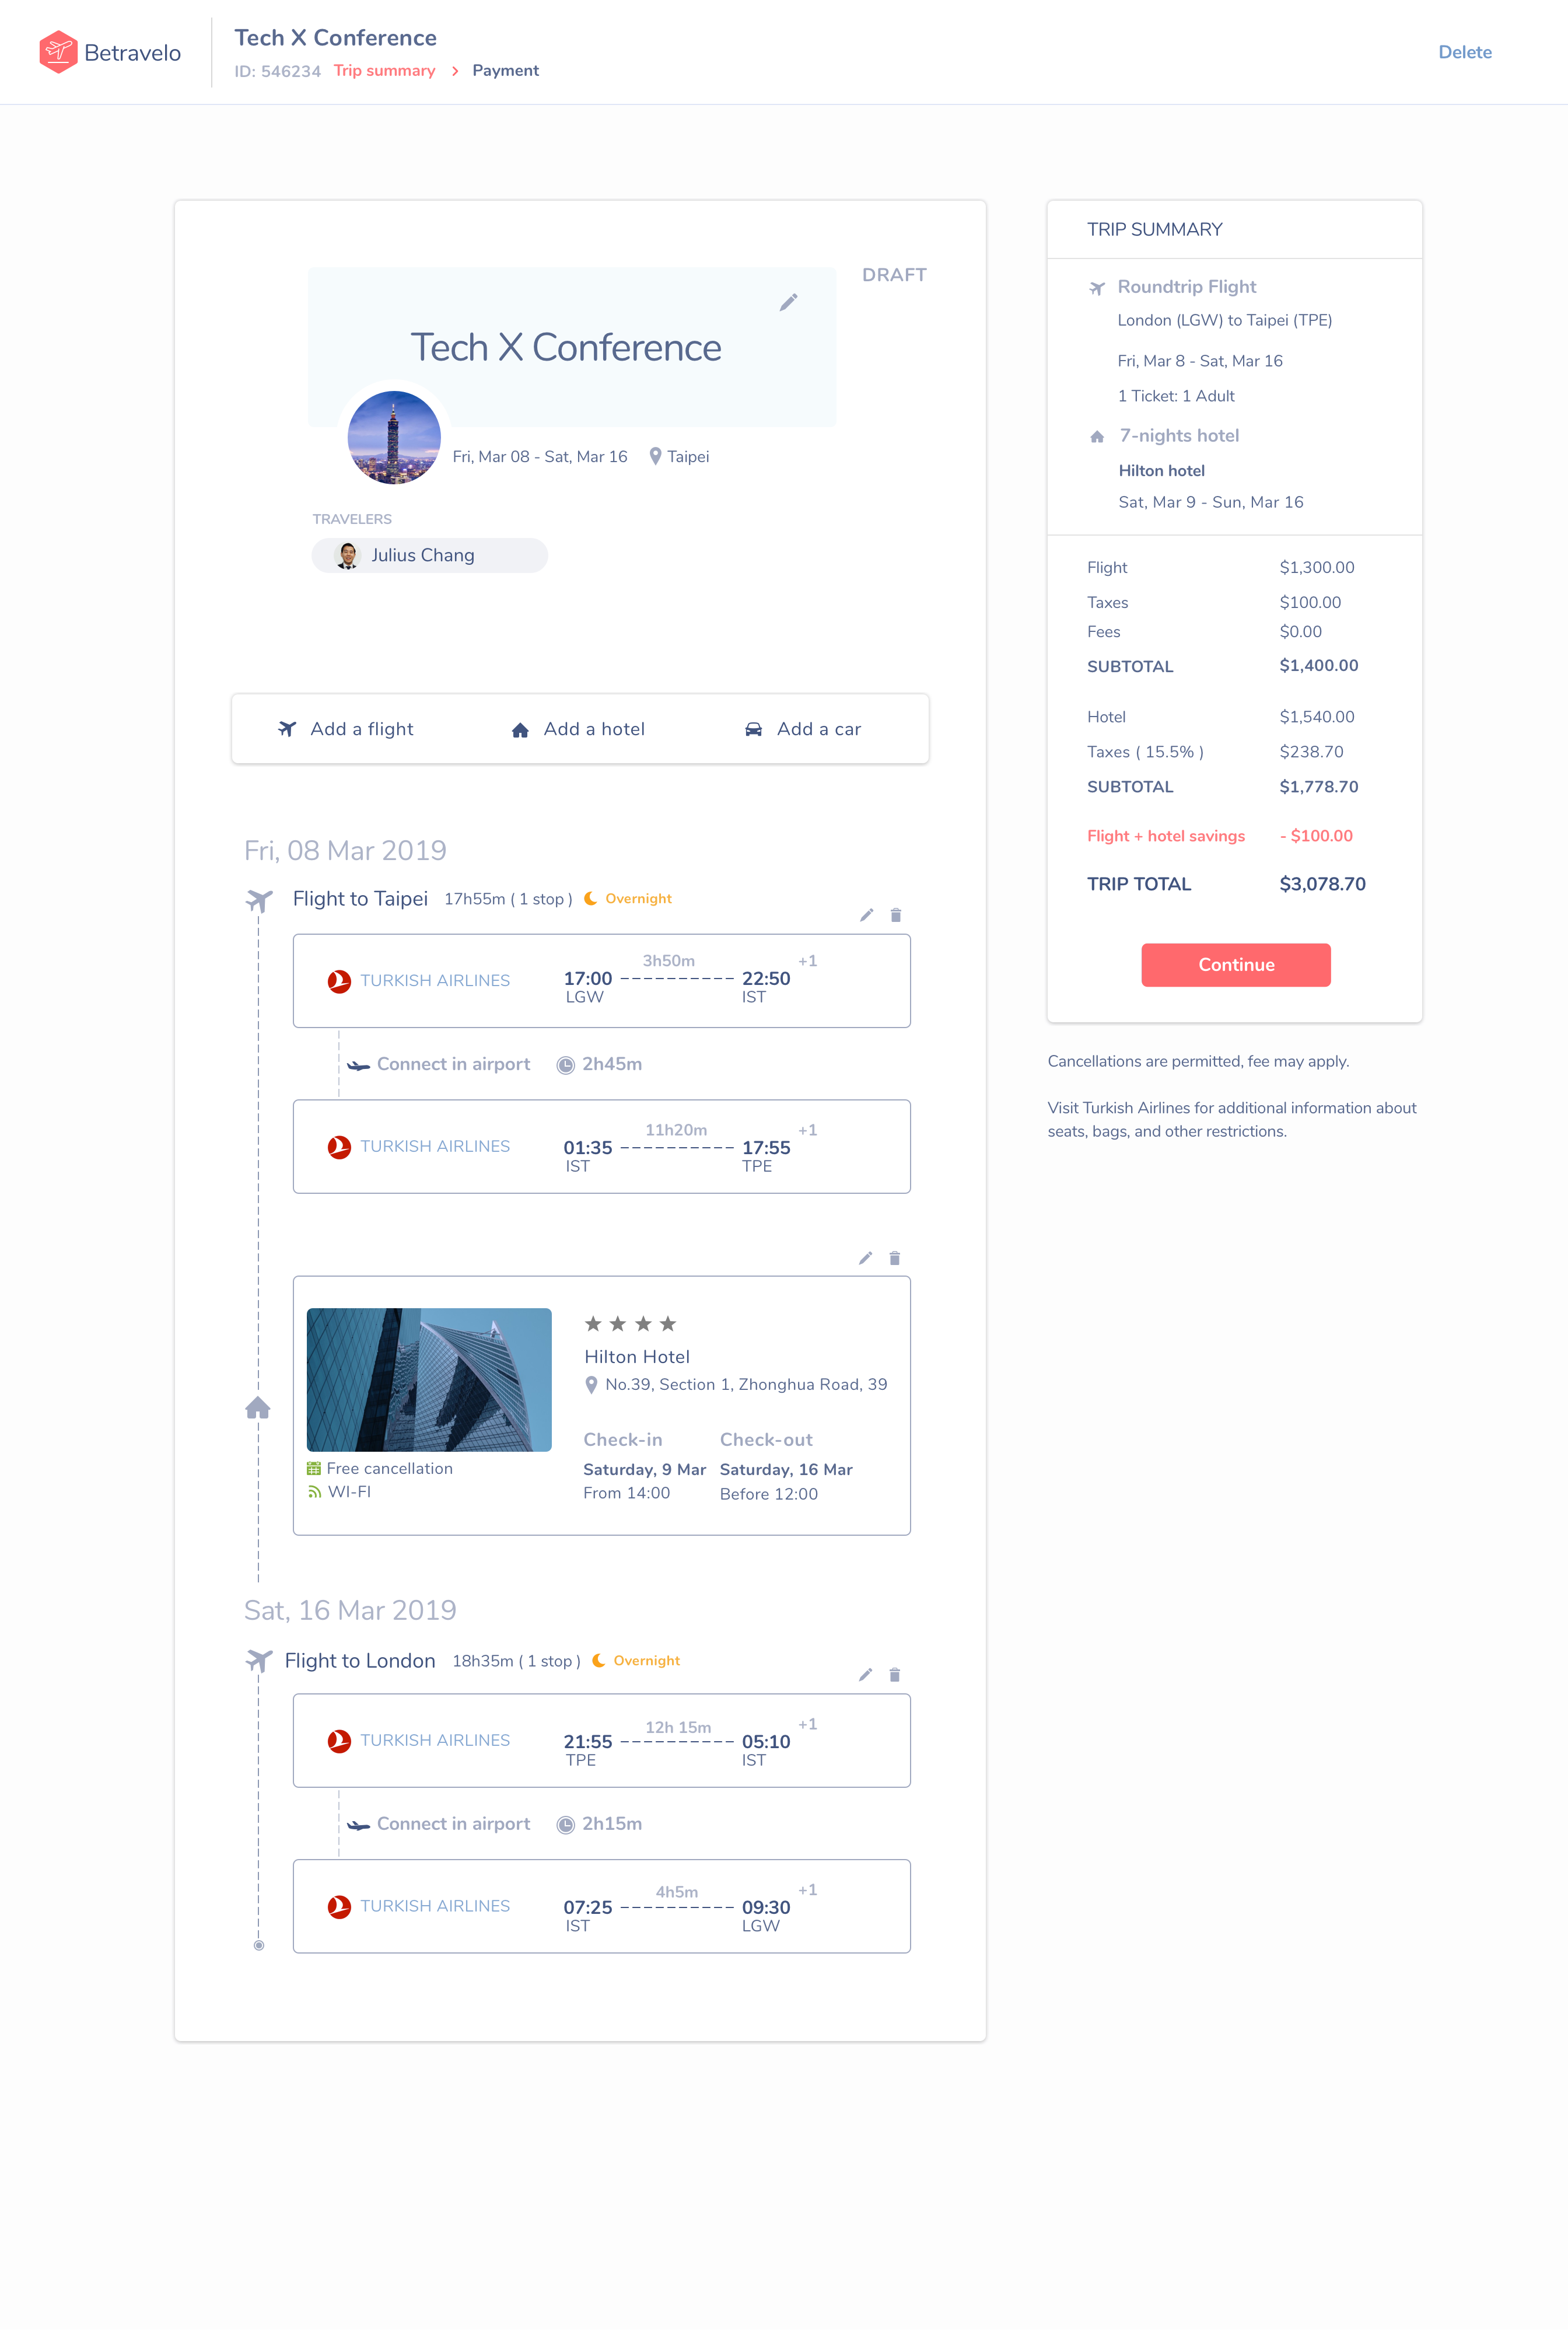 Betravelo
Tech X Conference
ID: 546234 Trip summary > Payment
Delete
DRAFT
Tech X Conference
Fri, Mar 08 - Sat, Mar 16 Taipei
TRAVELERS
Julius Chang
Add a flight Add a hotel Add a car
Fri, 08 Mar 2019
Flight to Taipei 17h55m ( 1 stop ) Overnight
TURKISH AIRLINES
3h50m +1
17:00 22:50
LGW IST
Connect in airport 2h45m
TURKISH AIRLINES
11h20m +1
01:35 17:55
IST TPE
Hilton Hotel
No.39, Section 1, Zhonghua Road, 39
Check-in Check-out
Saturday, 9 Mar Saturday, 16 Mar
From 14:00 Before 12:00
Free cancellation
WI-FI
Sat, 16 Mar 2019
Flight to London 18h35m ( 1 stop ) Overnight
TURKISH AIRLINES
12h 15m +1
21:55 05:10
TPE IST
Connect in airport 2h15m
TURKISH AIRLINES
4h5m +1
07:25 09:30
IST LGW
TRIP SUMMARY
Roundtrip Flight
London (LGW) to Taipei (TPE)
Fri, Mar 8 - Sat, Mar 16
1 Ticket: 1 Adult
7-nights hotel
Hilton hotel
Sat, Mar 9 - Sun, Mar 16
Flight $1,300.00
Taxes $100.00
Fees $0.00
SUBTOTAL $1,400.00
Hotel $1,540.00
Taxes ( 15.5% ) $238.70
SUBTOTAL $1,778.70
Flight + hotel savings - $100.00
TRIP TOTAL $3,078.70
Continue
Cancellations are permitted, fee may apply.
Visit Turkish Airlines for additional information about
seats, bags, and other restrictions.